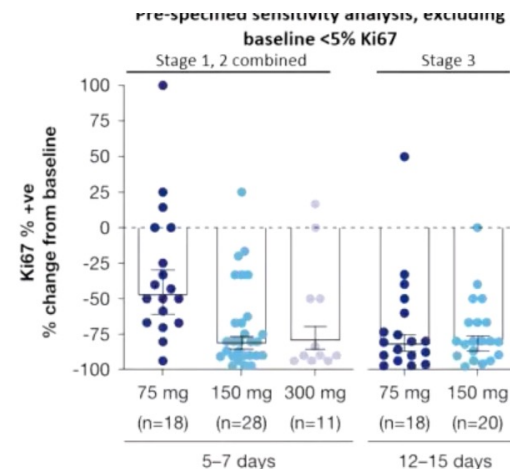 Pre-specified sensitivity analysis, excluding
baseline <5% Ki67
Stage 1, 2 combined
Stage 3
Ki67 % +ve
% change from baseline
100
75
50
25
0
-25
-50
-75
-100
75 mg
150 mg
300 mg
75 mg
150 mg
(n=18)
(n=28)
(n=11)
(n=18)
(n=20)
5–7 days
12–15 days